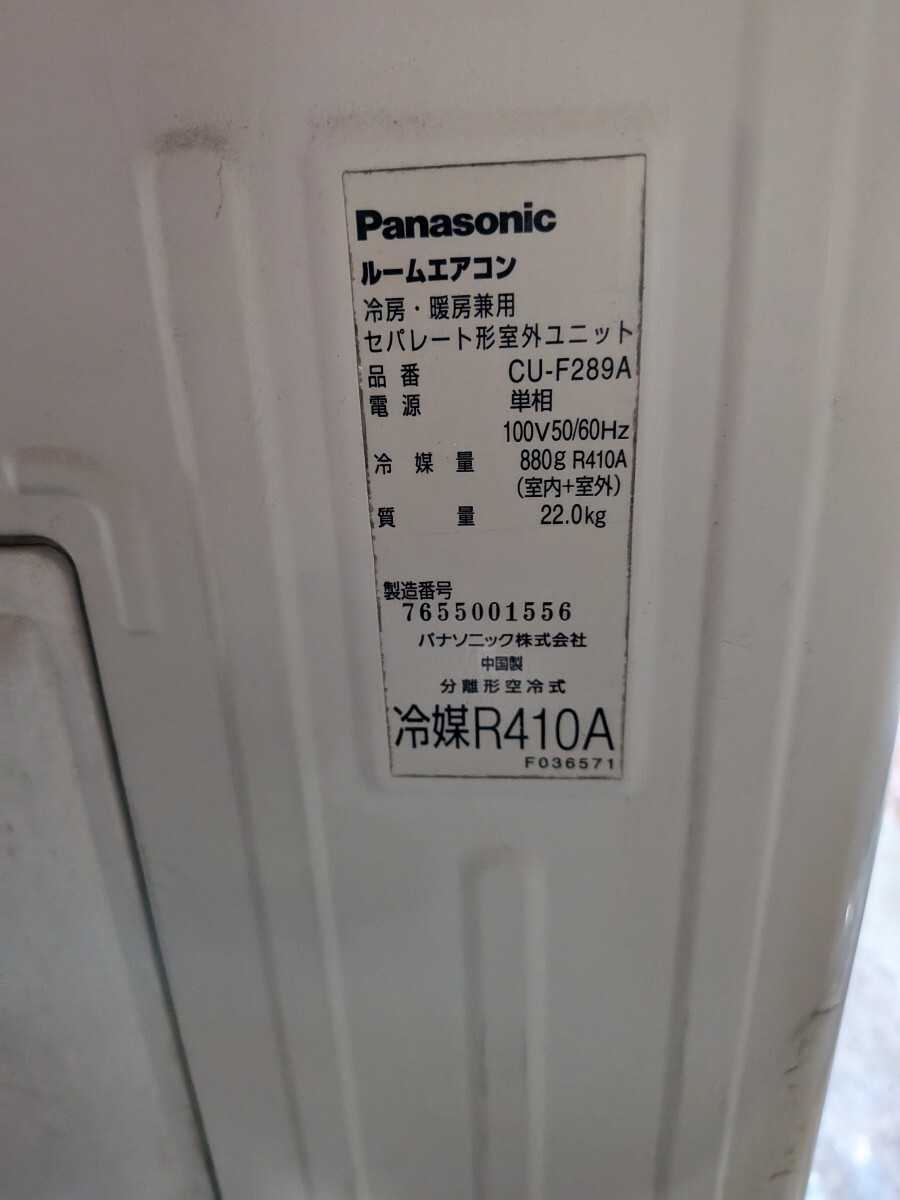 Panasonic
ルームエアコン
冷房・暖房兼用
セパレート形室外ユニット
品番 CU-F289A
電源 単相
100V50/60Hz
冷媒量 880g R410A
(室内+室外)
質量 22.0kg
製造番号
7655001556
パナソニック株式会社
中国製
分離形空冷式
冷媒R410A
F036571